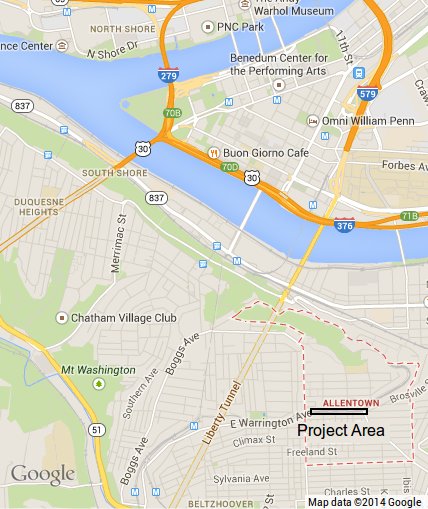 The Andy
Warhol Museum
PNC Park
NORTH SHORE
N Shore Dr
nce Center
11th St
Benedum Center for
the Performing Arts
279
579
837
70B
Omni William Penn
30
Buon Giorno Cafe
70D
Forbes Av
SOUTH SHORE
30
837
DUQUESNE
HEIGHTS
71B
376
Merrimac St
Chatham Village Club
Boggs Ave
Mt Washington
Southern Ave
Liberty Tunnel
ALLENTOWN
Brosville St
E Warrington Ave
51
Project Area
Climax St
Freeland St
Boggs Ave
Google
Sylvania Ave
Charles St
BELTZHOOVER
Map data ©2014 Google